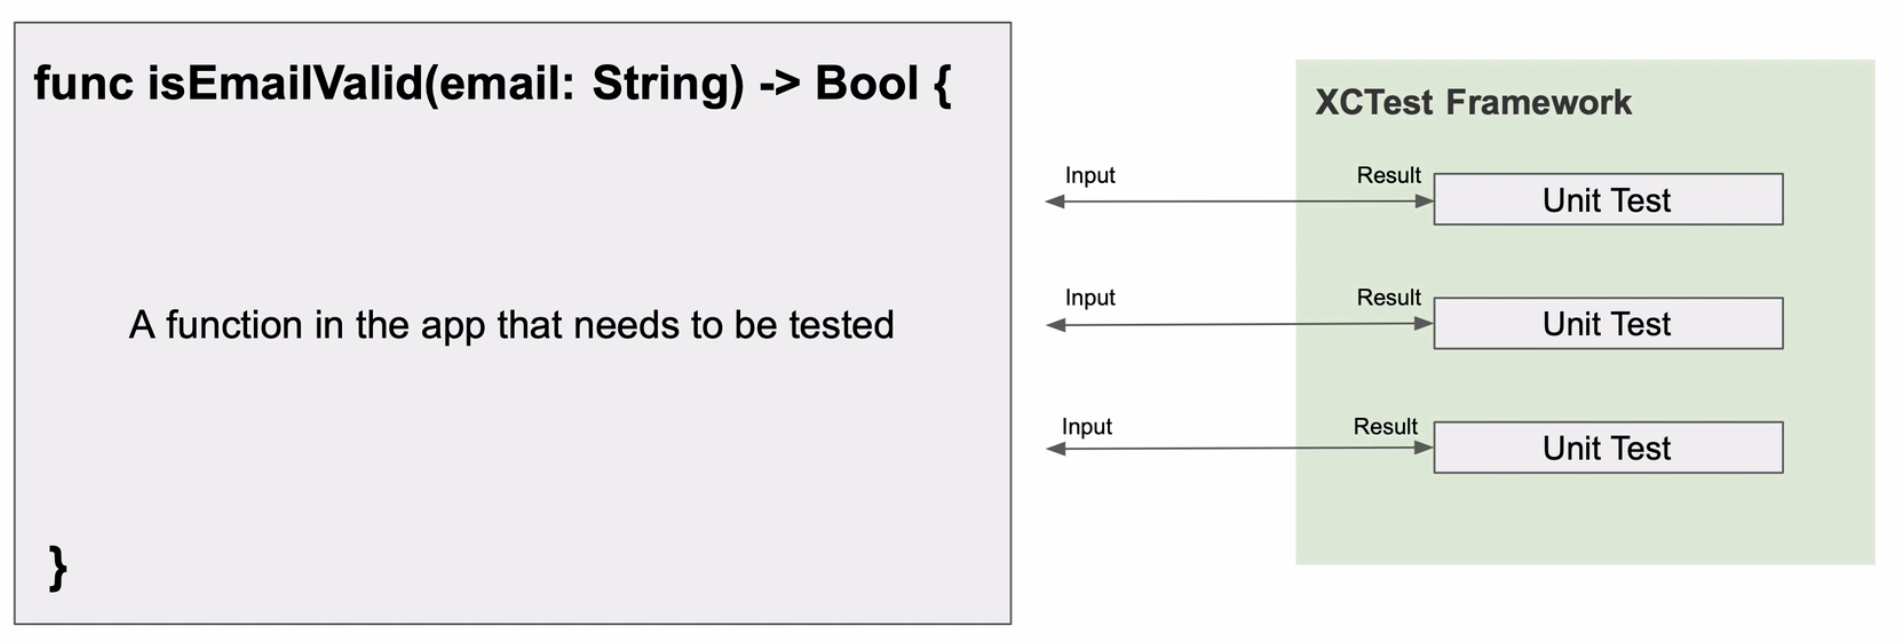 func isEmailValid(email: String) -> Bool {
A function in the app that needs to be tested
}
XCTest Framework
Input
Result
Unit Test
Input
Result
Unit Test
Input
Result
Unit Test